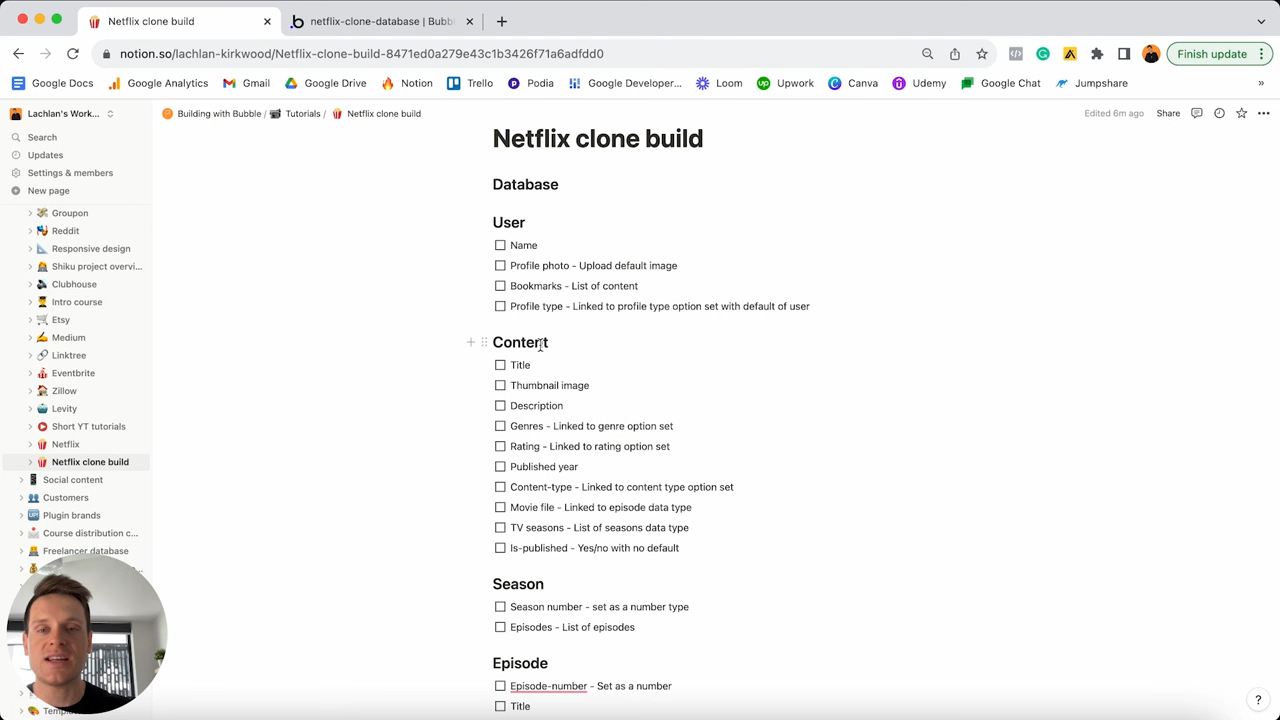 Netflix clone build
netflix-clone-database | Bubb
notion.so/lachlan-kirkwood/Netflix-clone-build-8471ed0a279e43c1b3426f71a6adfdd0
Finish update
Google Docs
Google Analytics
Gmail
Google Drive
Notion
Trello
Podia
Google Developer...
Loom
Upwork
Canva
Udemy
Google Chat
Jumpshare
»
Lachlan's Work...
Building with Bubble / Tutorials / Netflix clone build
Edited 6m ago
Share
Search
Updates
Settings & members
New page
Groupon
Reddit
Responsive design
Shiku project overvi...
Clubhouse
Intro course
Etsy
Medium
Linktree
Eventbrite
Zillow
Levity
Short YT tutorials
Netflix
Netflix clone build
Social content
Customers
Plugin brands
Course distribution c...
Freelancer database
Netflix clone build
Database
User
Name
Profile photo - Upload default image
Bookmarks - List of content
Profile type - Linked to profile type option set with default of user
Content
Title
Thumbnail image
Description
Genres - Linked to genre option set
Rating - Linked to rating option set
Published year
Content-type - Linked to content type option set
Movie file - Linked to episode data type
TV seasons - List of seasons data type
Is-published - Yes/no with no default
Season
Season number - set as a number type
Episodes - List of episodes
Episode
Episode-number - Set as a number
Title
?